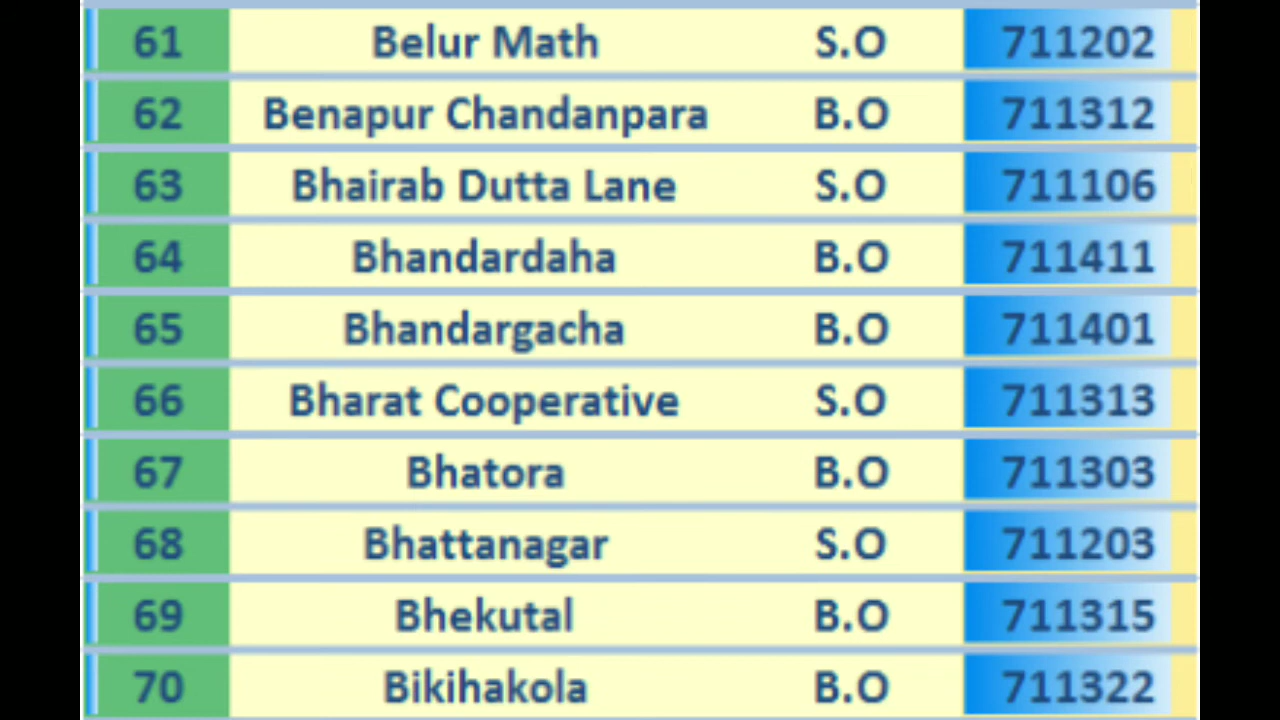 61 Belur Math S.O 711202
62 Benapur Chandanpara B.O 711312
63 Bhairab Dutta Lane S.O 711106
64 Bhandardaha B.O 711411
65 Bhandargacha B.O 711401
66 Bharat Cooperative S.O 711313
67 Bhatora B.O 711303
68 Bhattanagar S.O 711203
69 Bhekutal B.O 711315
70 Bikihakola B.O 711322